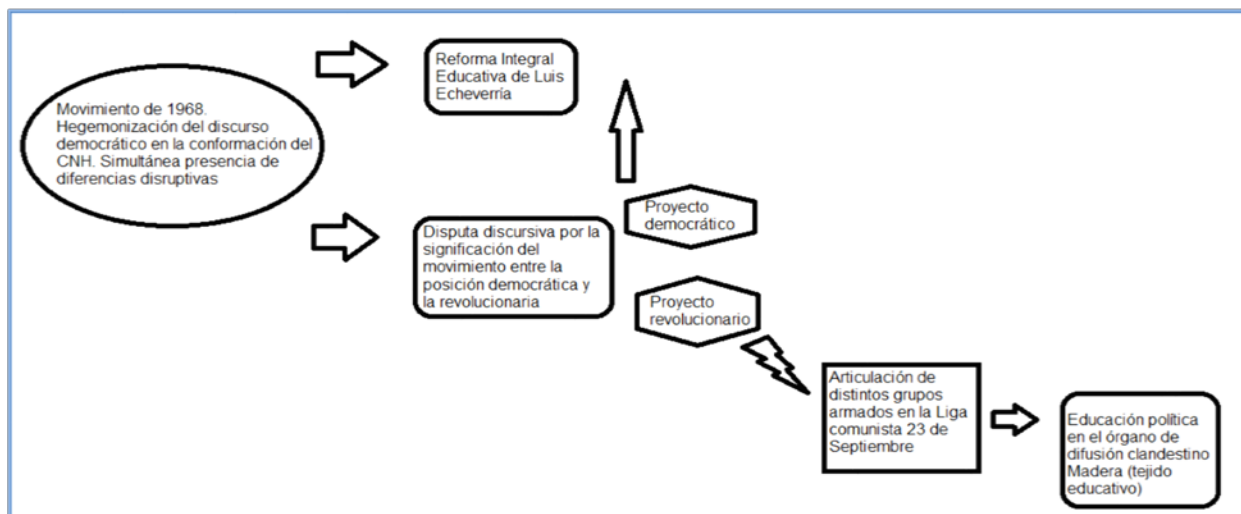 Movimiento de 1968.
Hegemonización del discurso
democrático en la conformación del
CNH. Simultánea presencia de
diferencias disruptivas
Reforma Integral
Educativa de Luis
Echeverría
Disputa discursiva por la
significación del
movimiento entre la
posición democrática y
la revolucionaria
Proyecto
democrático
Proyecto
revolucionario
Articulación de
distintos grupos
armados en la Liga
comunista 23 de
Septiembre
Educación política
en el órgano de
difusión clandestino
Madera (tejido
educativo)